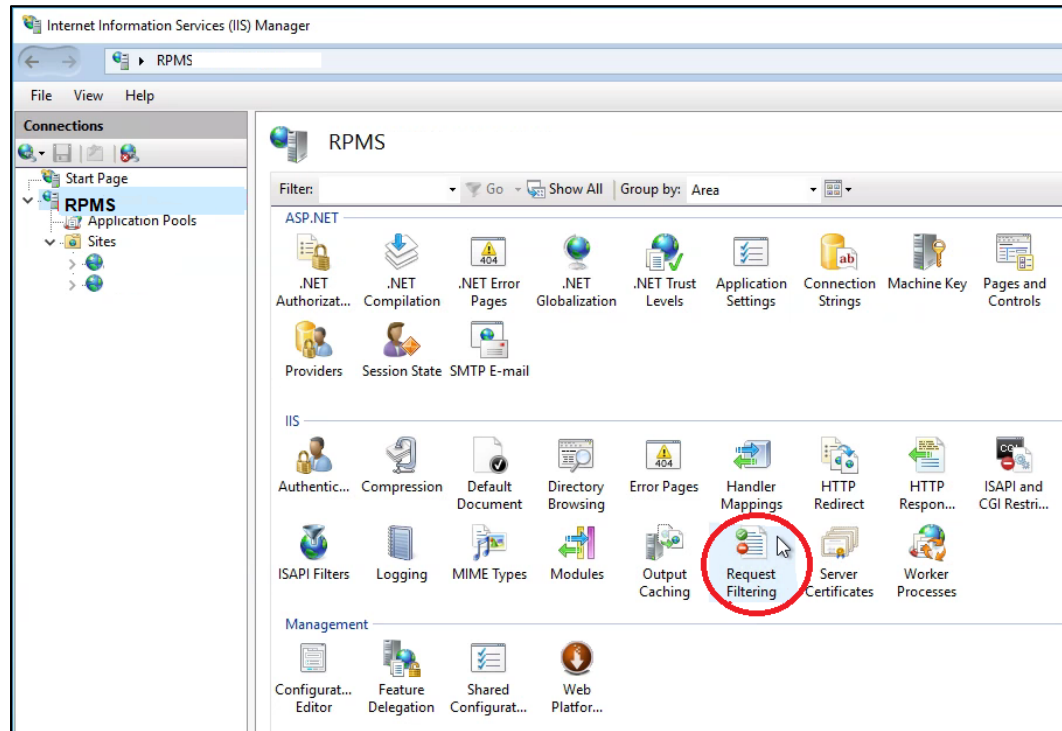 Internet Information Services (IIS) Manager
RPMS
File View Help
Connections
Start Page
RPMS
Application Pools
Sites
RPMS
Filter: Go Show All Group by: Area
ASP.NET
.NET Authorizat...
.NET Compilation
.NET Error Pages
.NET Globalization
.NET Trust Levels
Application Settings
Connection Strings
Machine Key
Pages and Controls
Providers
Session State
SMTP E-mail
IIS
Authentic...
Compression
Default Document
Directory Browsing
Error Pages
Handler Mappings
HTTP Redirect
HTTP Respon...
ISAPI and CGI Restri...
ISAPI Filters
Logging
MIME Types
Modules
Output Caching
Request Filtering
Server Certificates
Worker Processes
Management
Configurat... Editor
Feature Delegation
Shared Configurat...
Web Platfor...